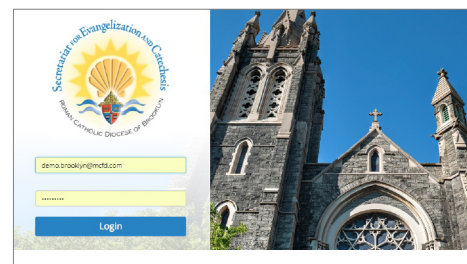 Secretariat for Evangelization and Catechesis
Roman Catholic Diocese of Brooklyn
demo.brooklyn@mcfd.com
•••••••••
Login